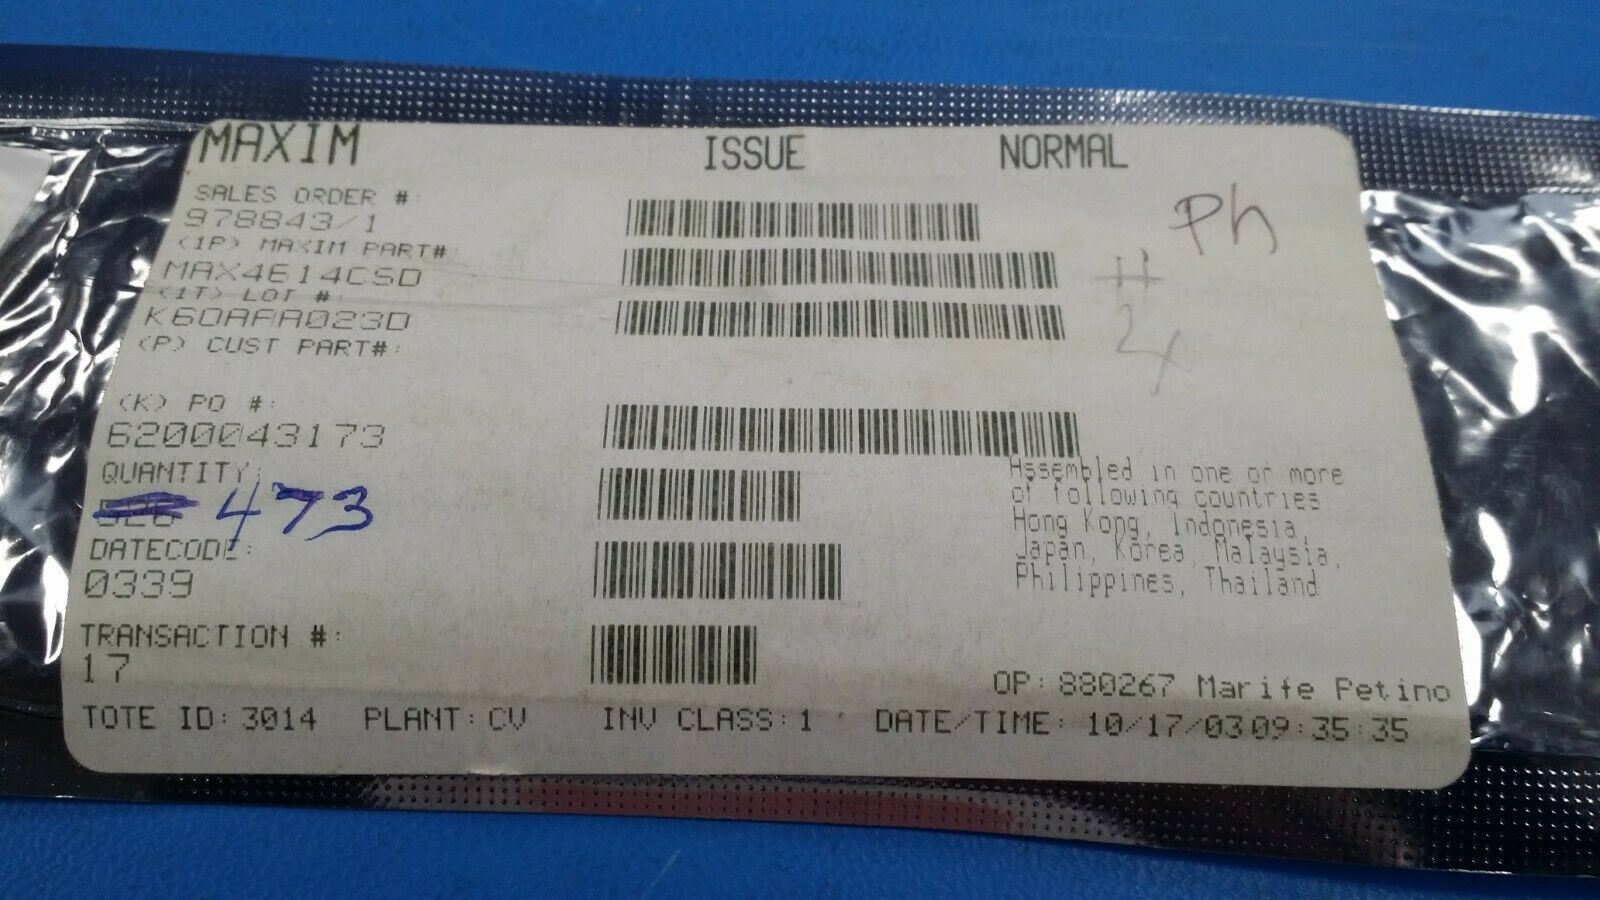 MAXIM ISSUE NORMAL
SALES ORDER #:
978843/1
Ph
(1P) MAXIM PART#
MAX4614CSD
(1T) LOT #:
K60AAA023D
(P) CUST PART#:
(K) PO #:
6200043173
QUANTITY:
473
DATECODE:
0339
Assembled in one or more
of following countries
Hong Kong, Indonesia,
Japan, Korea, Malaysia,
Philippines, Thailand
TRANSACTION #:
17
OP: 880267 Marife Petino
TOTE ID: 3014 PLANT: CV INV CLASS: 1 DATE/TIME: 10/17/03 09:35:35